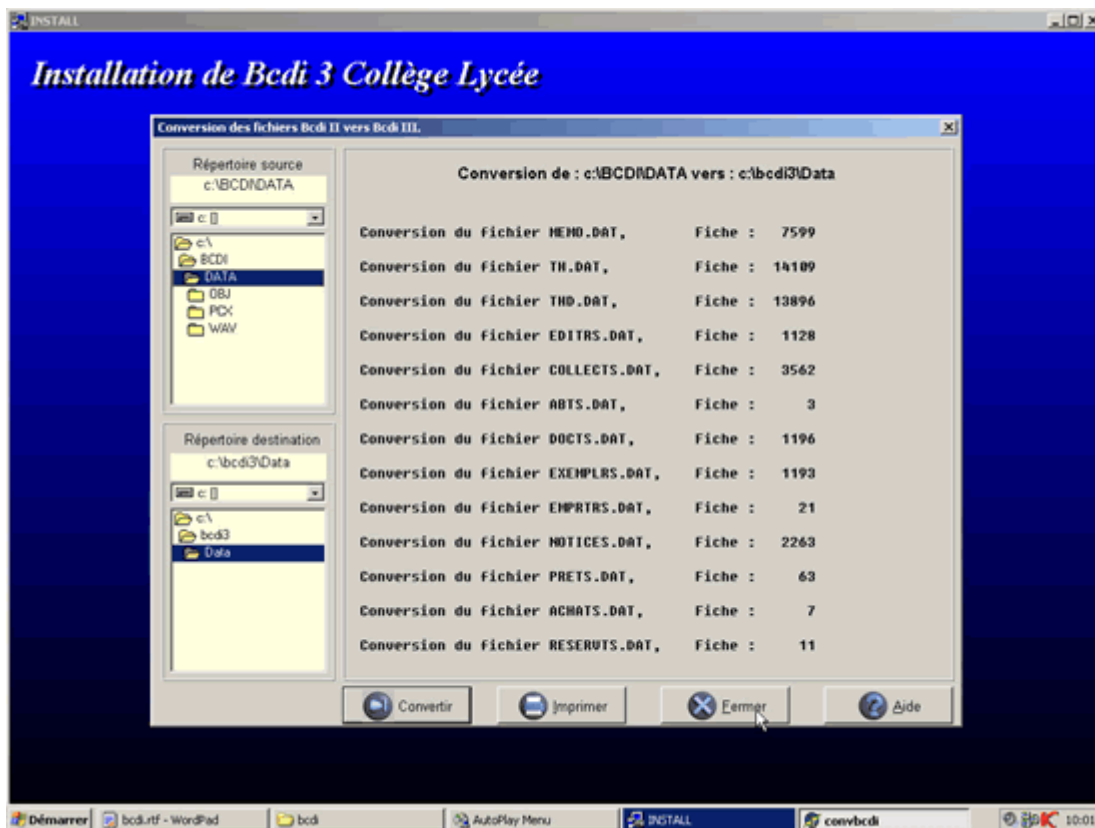 INSTALL
Installation de Bcdi 3 Collège Lycée
Conversion des fichiers Bcdi II vers Bcdi III.
Répertoire source
c:\BCDI\DATA
c: []
c:\
BCDI
DATA
OBJ
PCX
WAV
Répertoire destination
c:\bcdi3\Data
c: []
c:\
bcdi3
Data
Conversion de : c:\BCDI\DATA vers : c:\bcdi3\Data
Conversion du fichier MEMO.DAT, Fiche : 7599
Conversion du fichier TH.DAT, Fiche : 14109
Conversion du fichier THD.DAT, Fiche : 13896
Conversion du fichier EDITRS.DAT, Fiche : 1128
Conversion du fichier COLLECTS.DAT, Fiche : 3562
Conversion du fichier ABTS.DAT, Fiche : 3
Conversion du fichier DOCTS.DAT, Fiche : 1196
Conversion du fichier EXEMPLRS.DAT, Fiche : 1193
Conversion du fichier EMPRTRS.DAT, Fiche : 21
Conversion du fichier NOTICES.DAT, Fiche : 2263
Conversion du fichier PRETS.DAT, Fiche : 63
Conversion du fichier ACHATS.DAT, Fiche : 7
Conversion du fichier RESERVTS.DAT, Fiche : 11
Convertir Imprimer Fermer Aide
Démarrer bcdi.rtf - WordPad bcdi AutoPlay Menu INSTALL convbcdi 10:01